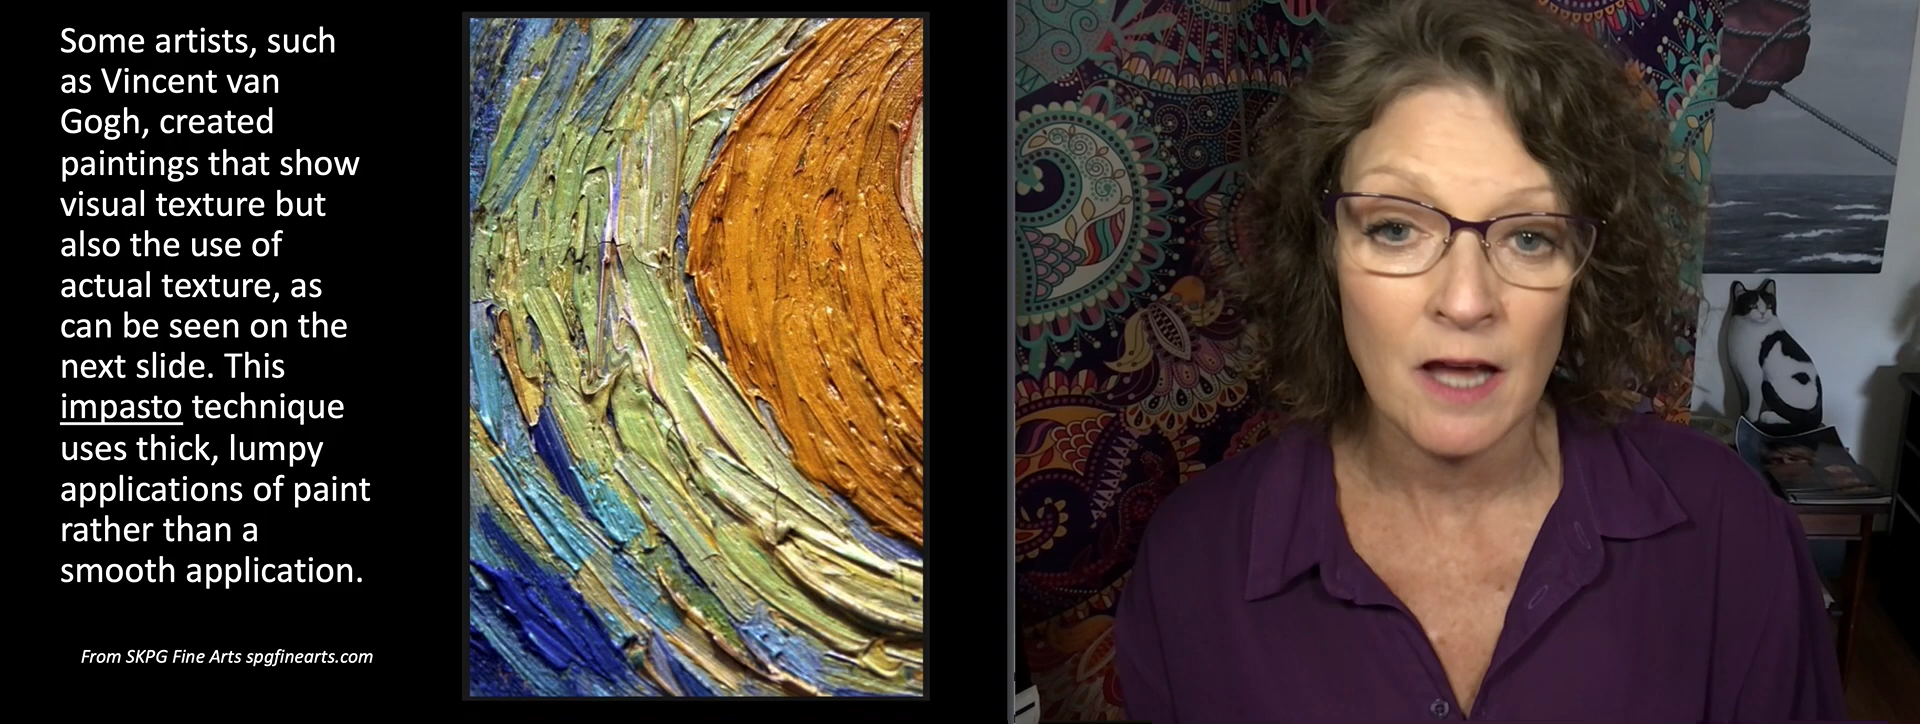 Some artists, such
as Vincent van
Gogh, created
paintings that show
visual texture but
also the use of
actual texture, as
can be seen on the
next slide. This
impasto technique
uses thick, lumpy
applications of paint
rather than a
smooth application.
From SKPG Fine Arts spgfinearts.com